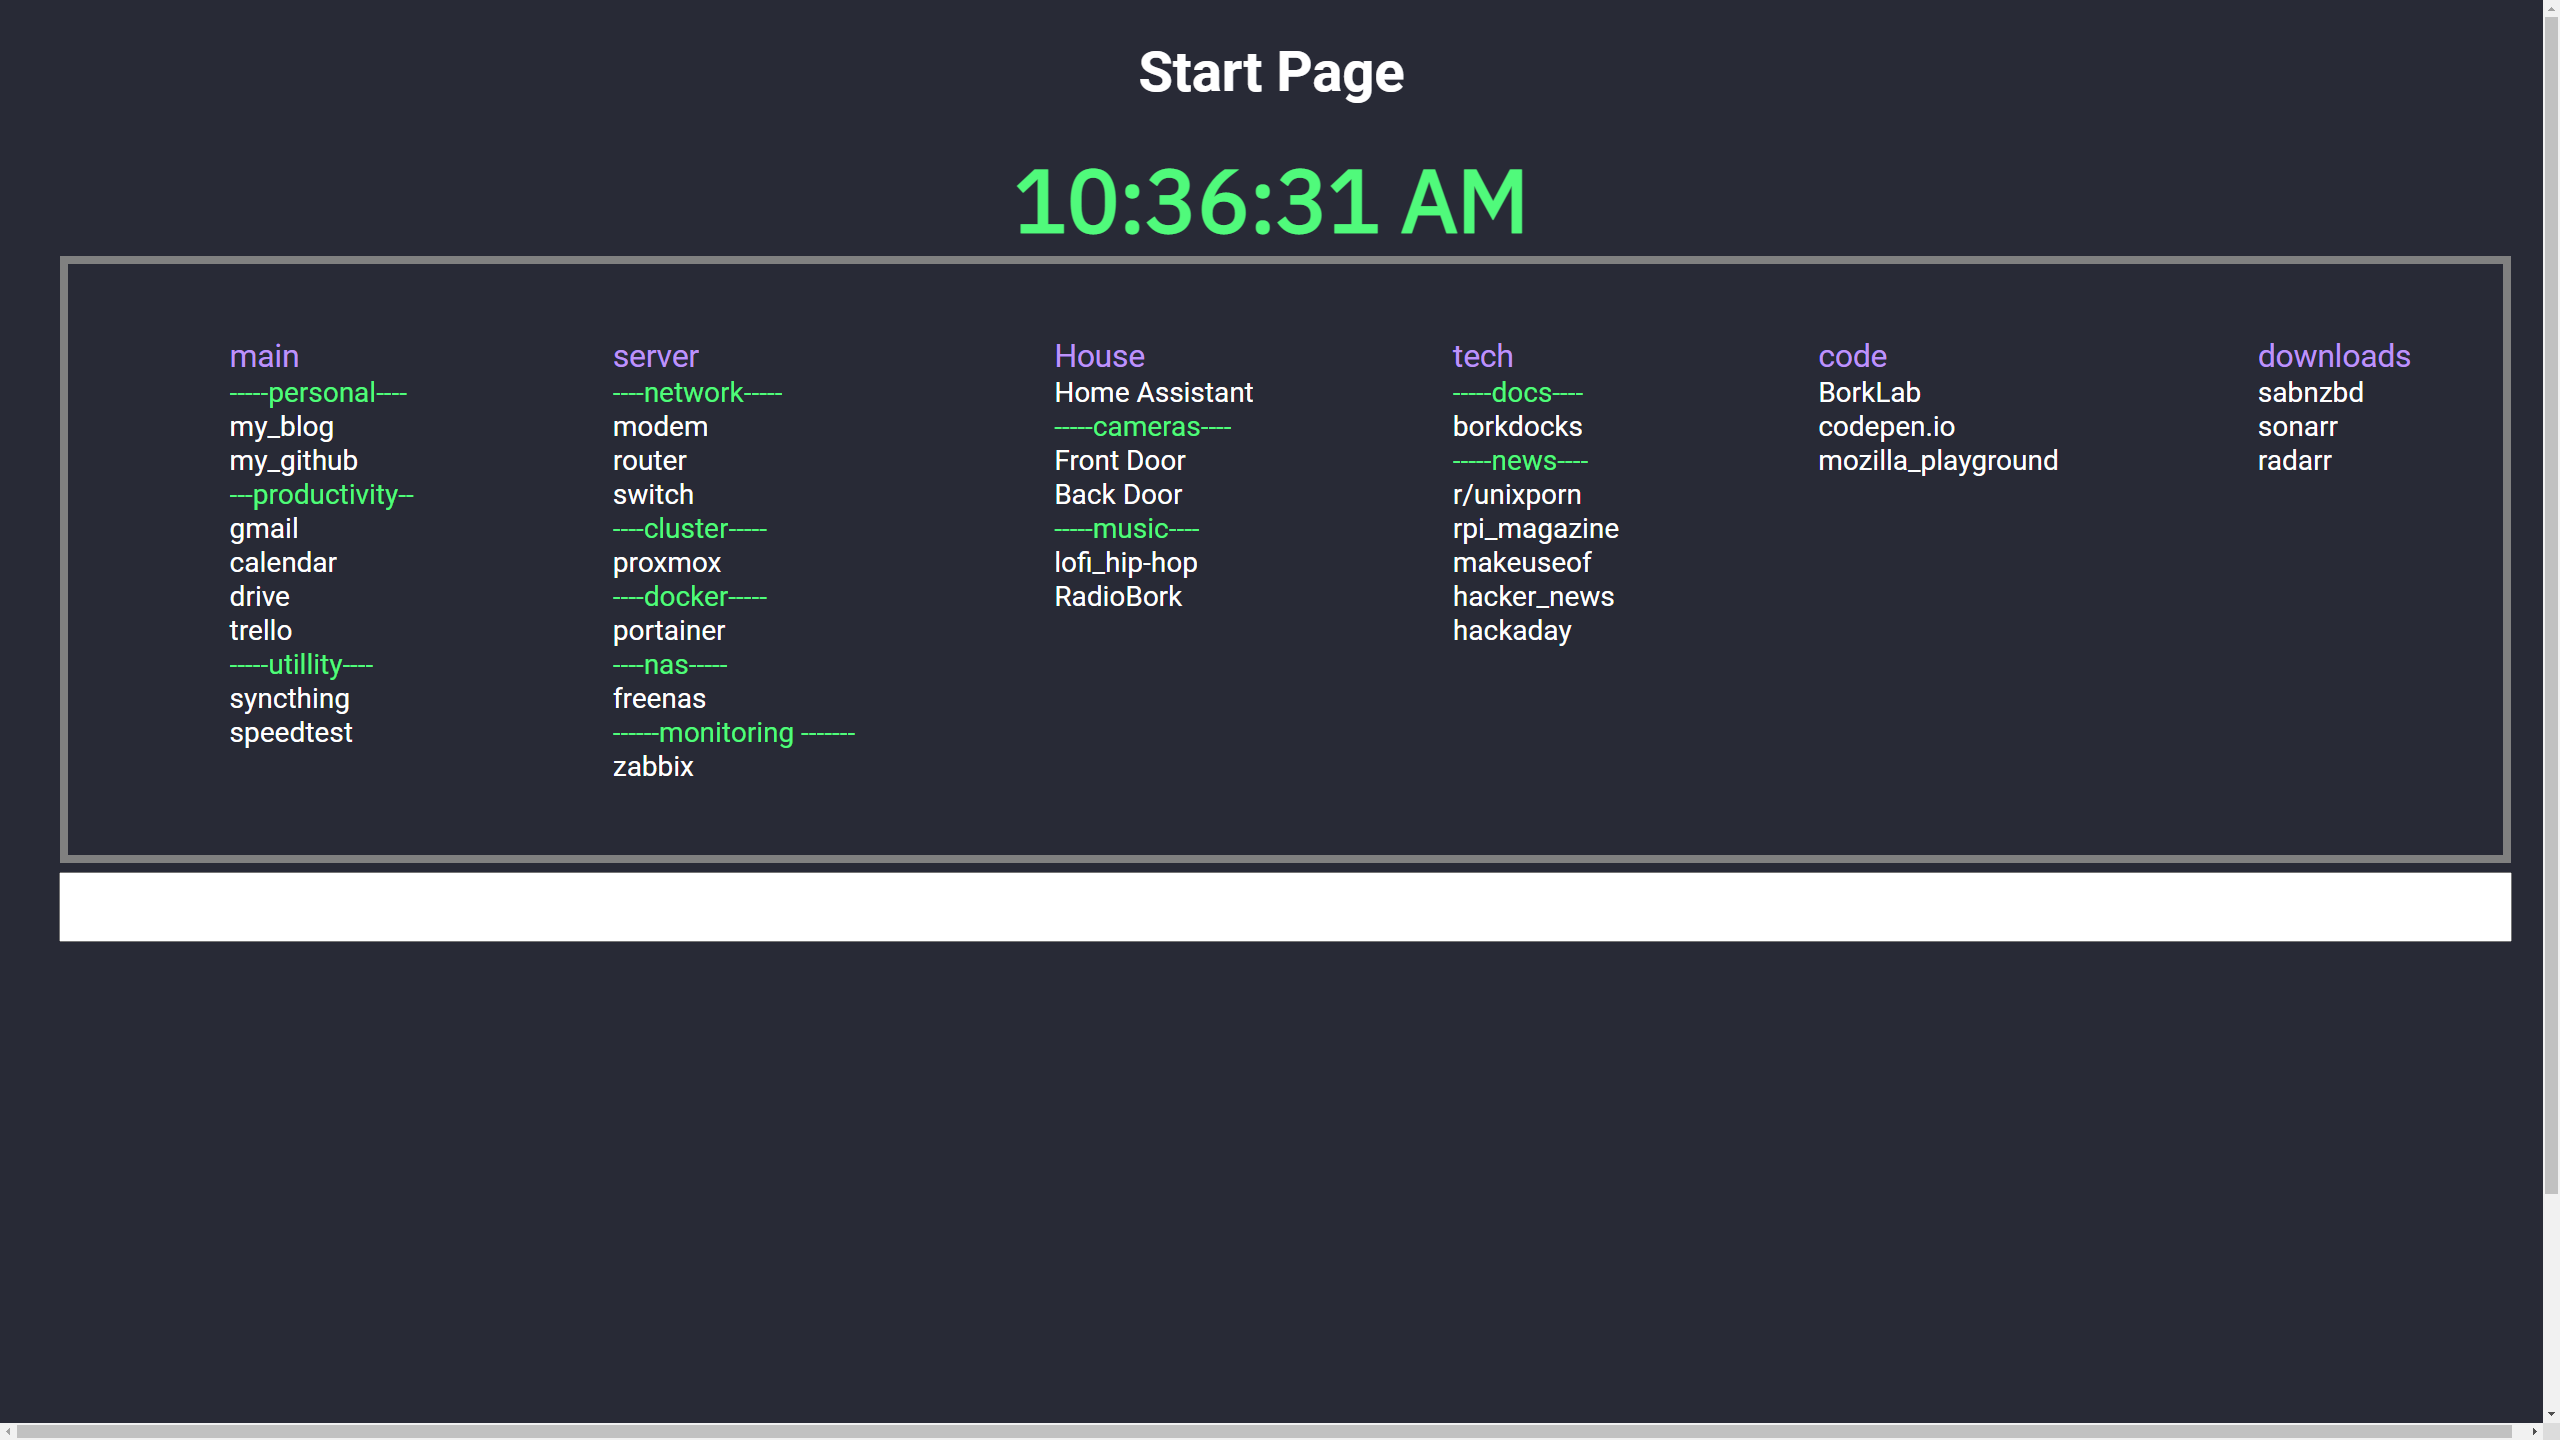 Start Page
10:36:31 AM
main
-----personal----
my_blog
my_github
---productivity--
gmail
calendar
drive
trello
-----utillity----
syncthing
speedtest
server
----network-----
modem
router
switch
----cluster-----
proxmox
----docker-----
portainer
----nas-----
freenas
------monitoring -------
zabbix
House
Home Assistant
-----cameras----
Front Door
Back Door
-----music----
lofi_hip-hop
RadioBork
tech
-----docs----
borkdocks
-----news----
r/unixporn
rpi_magazine
makeuseof
hacker_news
hackaday
code
BorkLab
codepen.io
mozilla_playground
downloads
sabnzbd
sonarr
radarr